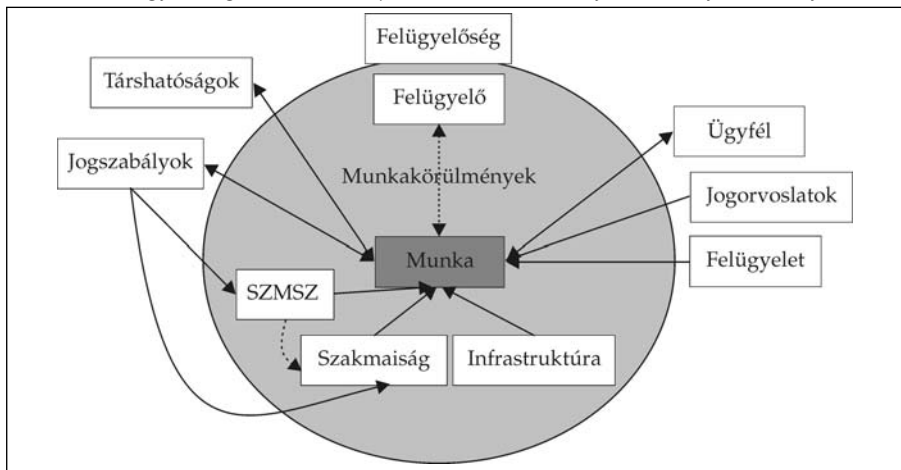 Felügyelőség
Társhatóságok
Felügyelő
Ügyfél
Jogszabályok
Munkakörülmények
Jogorvoslatok
Munka
Felügyelet
SZMSZ
Szakmaiság
Infrastruktúra